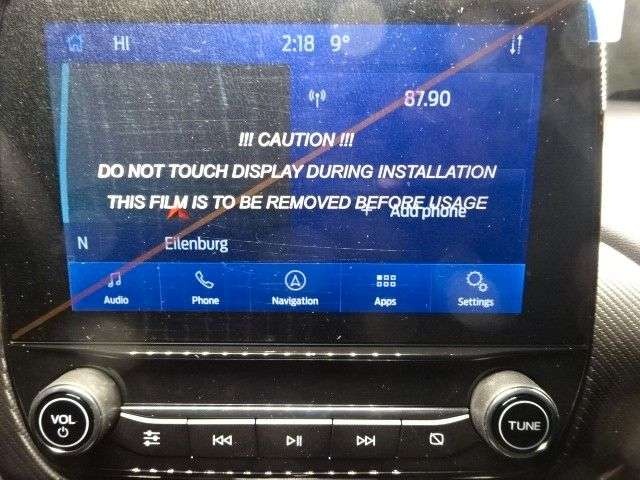 HI 2:18 9°
87.90
!!! CAUTION !!!
DO NOT TOUCH DISPLAY DURING INSTALLATION
THIS FILM IS TO BE REMOVED BEFORE USAGE
+ Add phone
N Eilenburg
Audio Phone Navigation Apps Settings
VOL TUNE